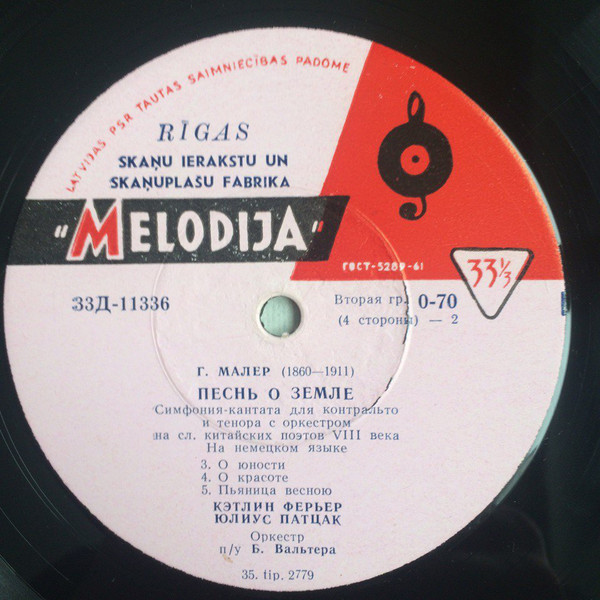 LATVIJAS PSR TAUTAS SAIMNIECĪBAS PADOME
RĪGAS
SKAŅU IERAKSTU UN
SKAŅUPLAŠU FABRIKA
"MELODIJA"
ГОСТ-5289-61
33⅓
33Д-11336
Вторая гр. 0-70
(4 стороны) — 2
Г. МАЛЕР (1860—1911)
ПЕСНЬ О ЗЕМЛЕ
Симфония-кантата для контральто
и тенора с оркестром
на сл. китайских поэтов VIII века
На немецком языке
3. О юности
4. О красоте
5. Пьяница весною
КЭТЛИН ФЕРЬЕР
ЮЛИУС ПАТЦАК
Оркестр
п/у Б. Вальтера
35. tip. 2779